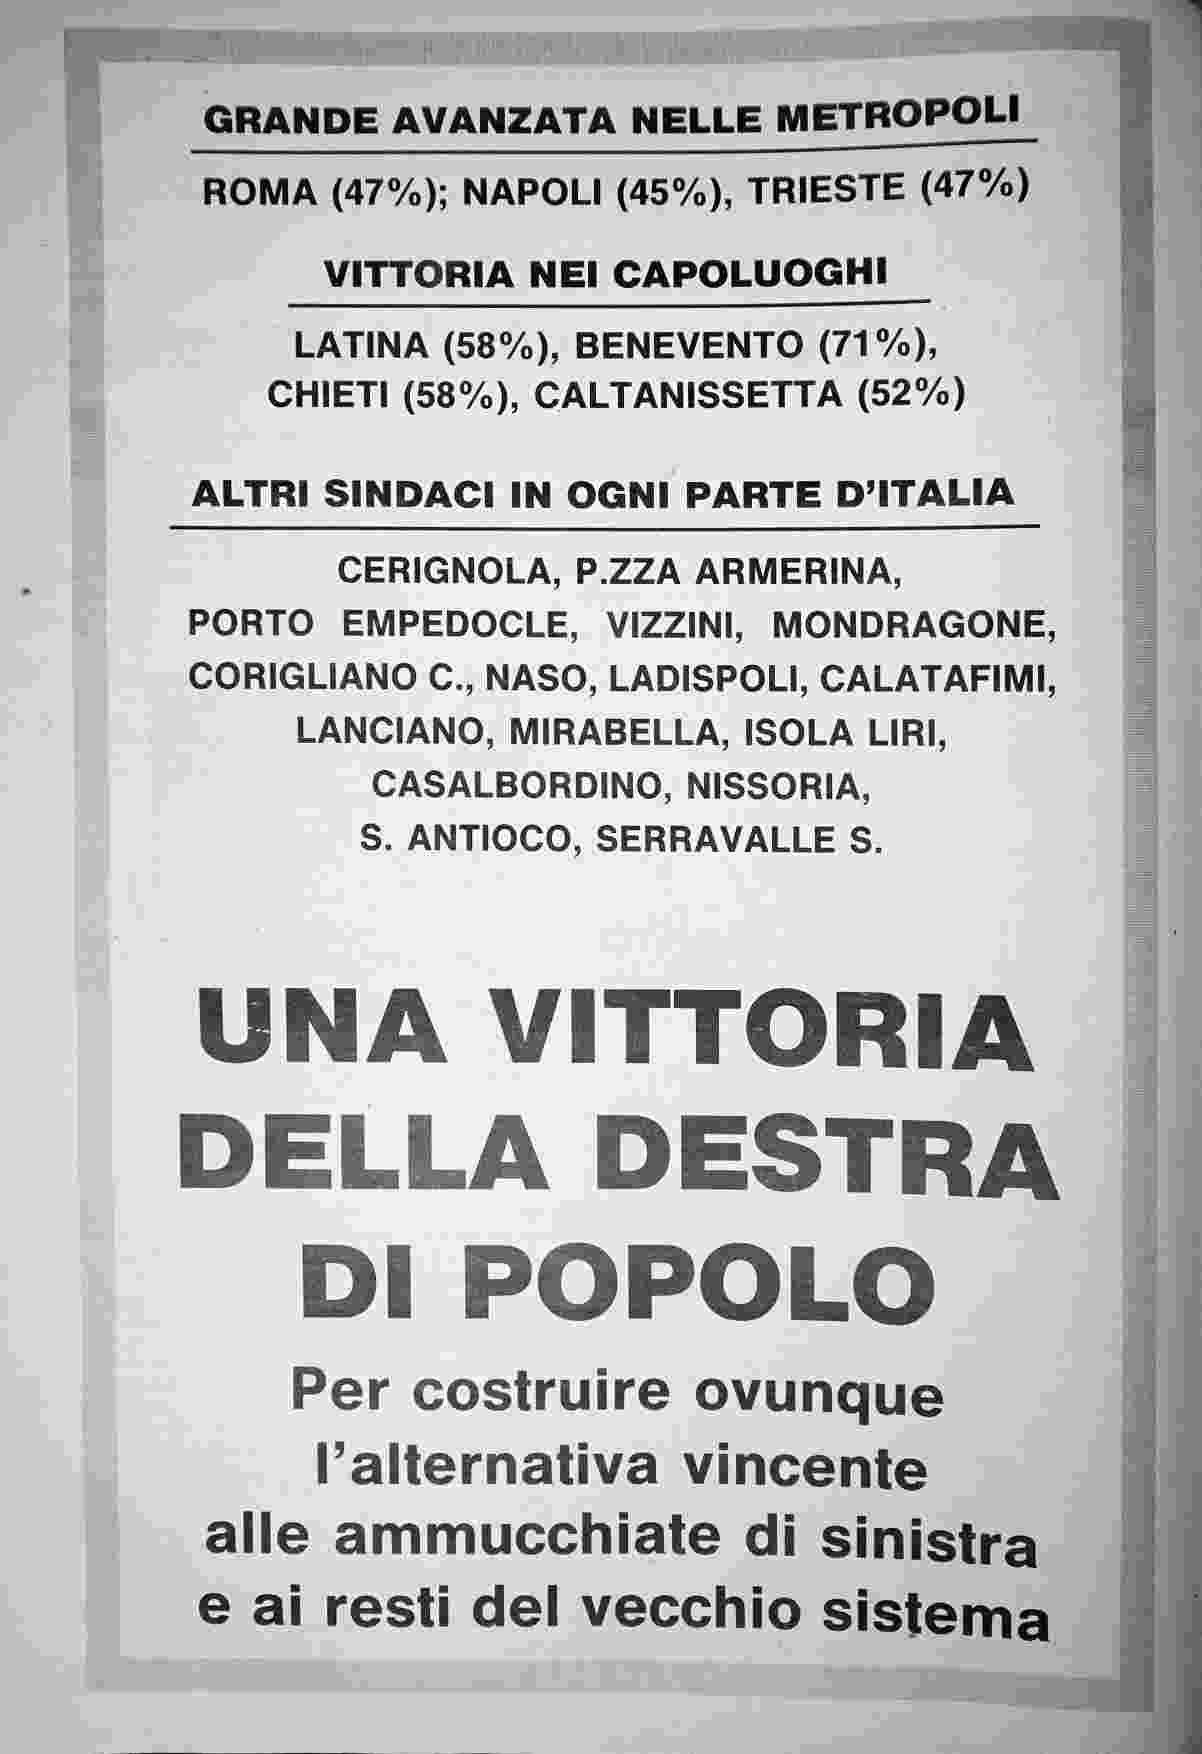 GRANDE AVANZATA NELLE METROPOLI
ROMA (47%); NAPOLI (45%), TRIESTE (47%)
VITTORIA NEI CAPOLUOGHI
LATINA (58%), BENEVENTO (71%),
CHIETI (58%), CALTANISSETTA (52%)
ALTRI SINDACI IN OGNI PARTE D'ITALIA
CERIGNOLA, P.ZZA ARMERINA,
PORTO EMPEDOCLE, VIZZINI, MONDRAGONE,
CORIGLIANO C., NASO, LADISPOLI, CALATAFIMI,
LANCIANO, MIRABELLA, ISOLA LIRI,
CASALBORDINO, NISSORIA,
S. ANTIOCO, SERRAVALLE S.
UNA VITTORIA
DELLA DESTRA
DI POPOLO
Per costruire ovunque
l'alternativa vincente
alle ammucchiate di sinistra
e ai resti del vecchio sistema